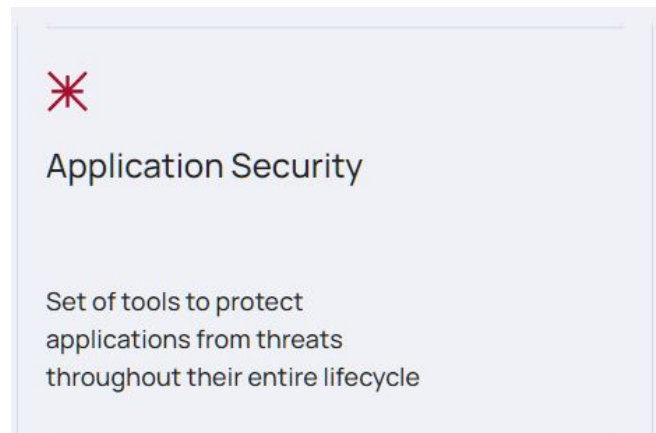 Application Security
Set of tools to protect
applications from threats
throughout their entire lifecycle